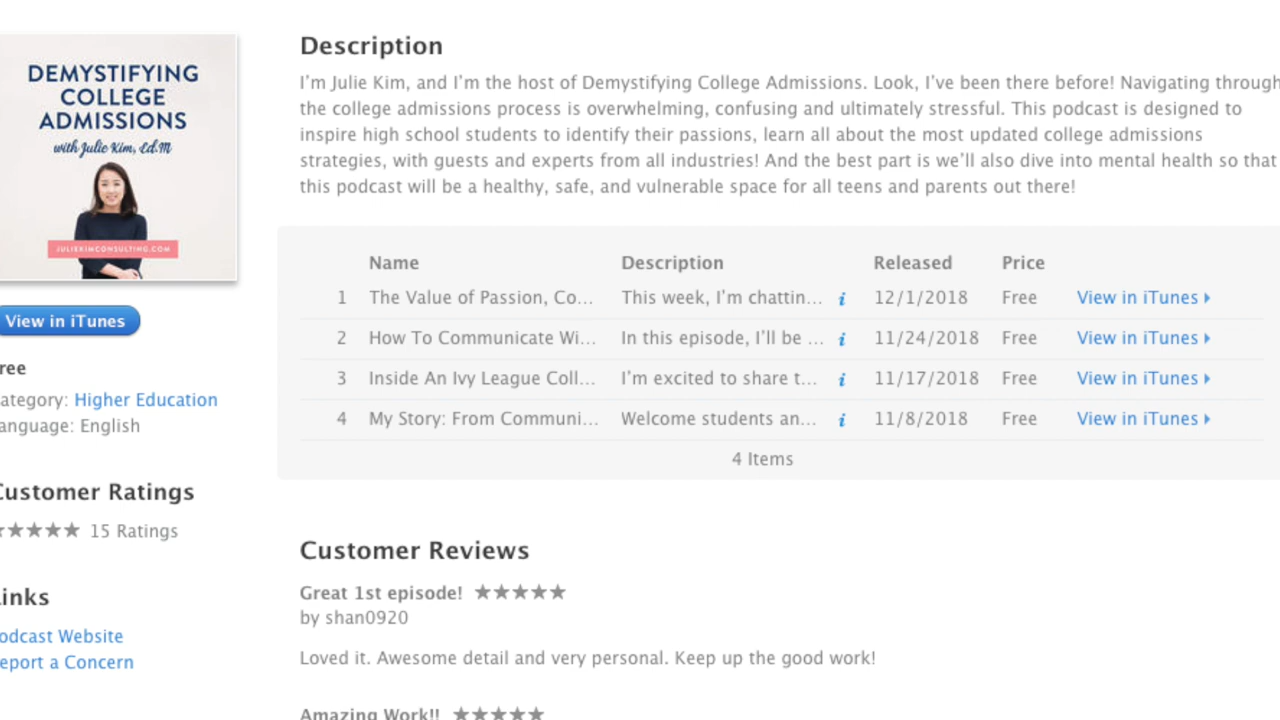 DEMYSTIFYING
COLLEGE
ADMISSIONS
with Julie Kim, Ed.M
JULIEKIMCONSULTING.COM
View in iTunes
ree
ategory: Higher Education
anguage: English
Customer Ratings
★★★★★ 15 Ratings
Links
odcast Website
eport a Concern
Description
I'm Julie Kim, and I'm the host of Demystifying College Admissions. Look, I've been there before! Navigating through
the college admissions process is overwhelming, confusing and ultimately stressful. This podcast is designed to
inspire high school students to identify their passions, learn all about the most updated college admissions
strategies, with guests and experts from all industries! And the best part is we'll also dive into mental health so that
this podcast will be a healthy, safe, and vulnerable space for all teens and parents out there!
Name Description Released Price
1 The Value of Passion, Co... This week, I'm chattin... i 12/1/2018 Free View in iTunes
2 How To Communicate Wi... In this episode, I'll be ... i 11/24/2018 Free View in iTunes
3 Inside An Ivy League Coll... I'm excited to share t... i 11/17/2018 Free View in iTunes
4 My Story: From Communi... Welcome students an... i 11/8/2018 Free View in iTunes
4 Items
Customer Reviews
Great 1st episode! ★★★★★
by shan0920
Loved it. Awesome detail and very personal. Keep up the good work!
Amazing Work!! ★★★★★